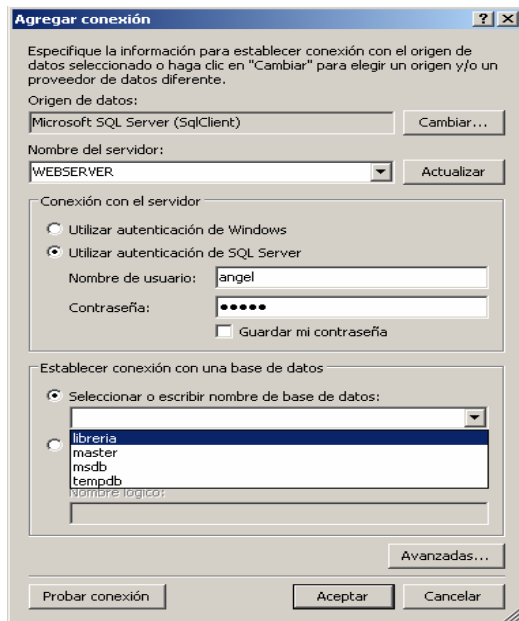 Agregar conexión
Especifique la información para establecer conexión con el origen de
datos seleccionado o haga clic en "Cambiar" para elegir un origen y/o un
proveedor de datos diferente.
Origen de datos:
Microsoft SQL Server (SqlClient)
Cambiar...
Nombre del servidor:
WEBSERVER
Actualizar
Conexión con el servidor
Utilizar autenticación de Windows
Utilizar autenticación de SQL Server
Nombre de usuario:
angel
Contraseña:
●●●●●
Guardar mi contraseña
Establecer conexión con una base de datos
Seleccionar o escribir nombre de base de datos:
libreria
master
msdb
tempdb
Nombre lógico:
Avanzadas...
Probar conexión
Aceptar
Cancelar